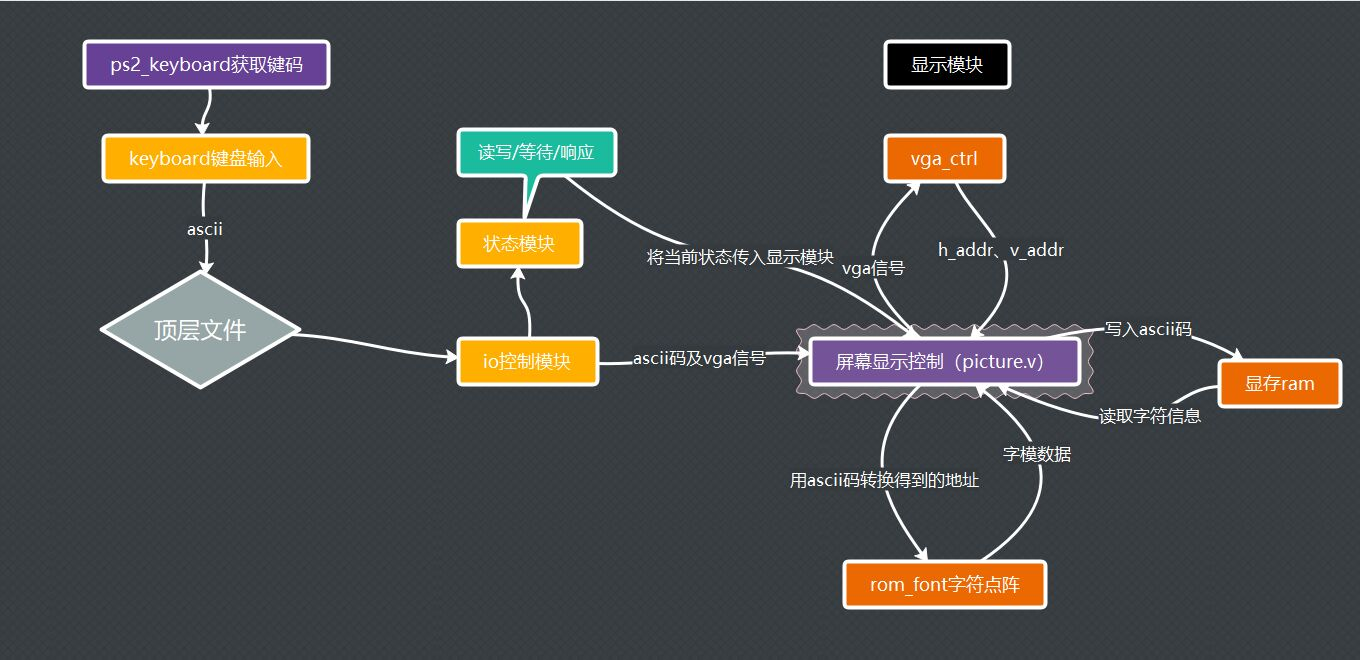 ps2_keyboard获取键码
显示模块
读写/等待/响应
keyboard键盘输入
vga_ctrl
ascii
状态模块
将当前状态传入显示模块
vga信号
h_addr、v_addr
顶层文件
io控制模块
ascii码及vga信号
屏幕显示控制（picture.v）
写入ascii码
显存ram
读取字符信息
字模数据
用ascii码转换得到的地址
rom_font字符点阵